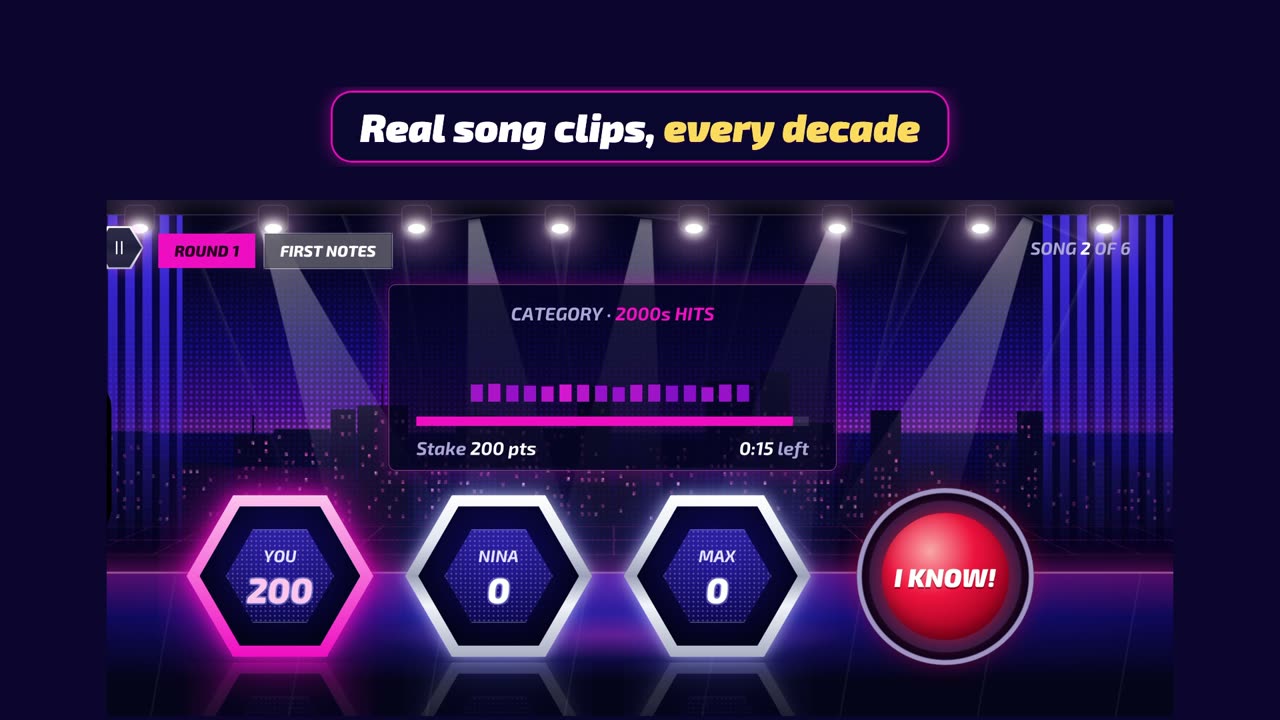 Real song clips, every decade
ROUND 1
FIRST NOTES
SONG 2 OF 6
CATEGORY · 2000s HITS
Stake 200 pts
0:15 left
YOU
200
NINA
0
MAX
0
I KNOW!